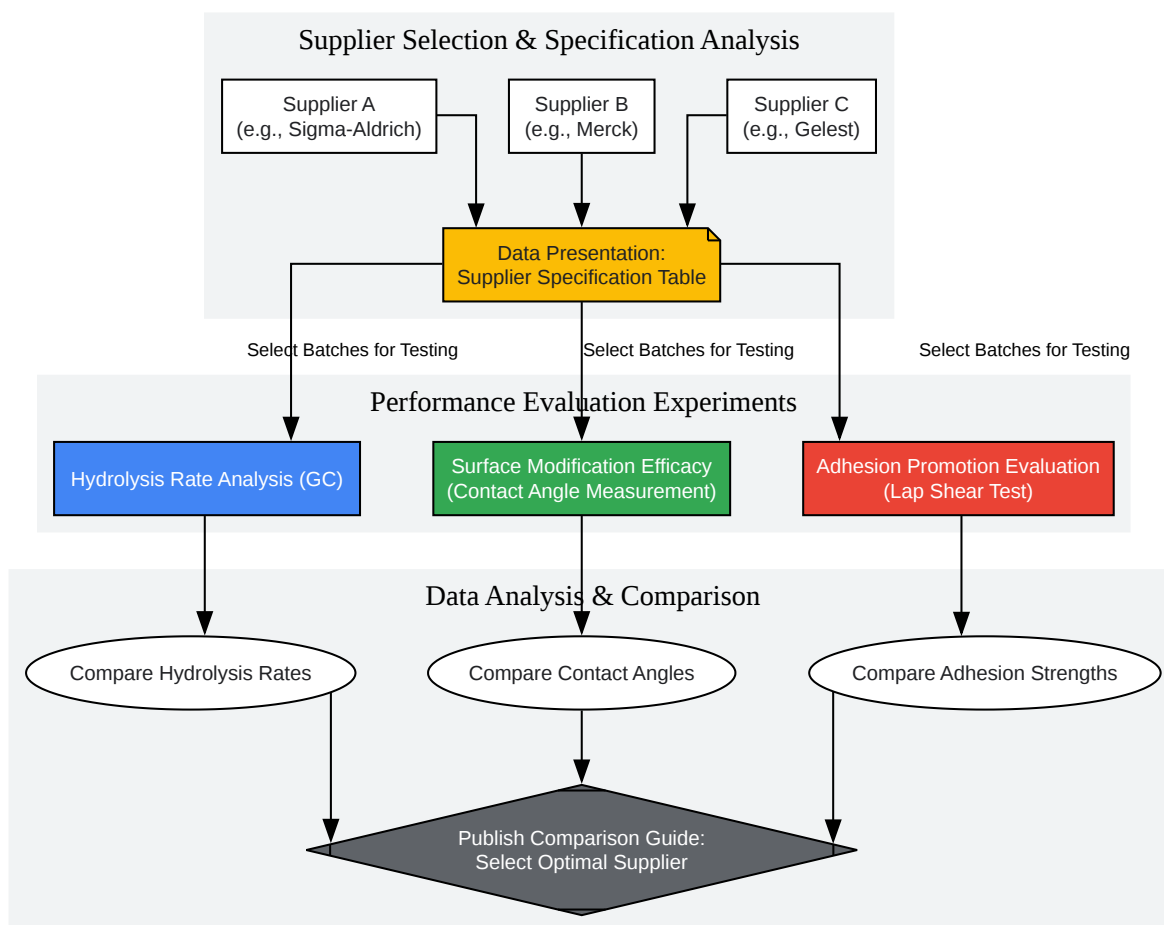 Supplier Selection & Specification Analysis
Supplier A
(e.g., Sigma-Aldrich)
Supplier B
(e.g., Merck)
Supplier C
(e.g., Gelest)
Data Presentation:
Supplier Specification Table
Select Batches for Testing
Select Batches for Testing
Select Batches for Testing
Performance Evaluation Experiments
Hydrolysis Rate Analysis (GC)
Surface Modification Efficacy
(Contact Angle Measurement)
Adhesion Promotion Evaluation
(Lap Shear Test)
Data Analysis & Comparison
Compare Hydrolysis Rates
Compare Contact Angles
Compare Adhesion Strengths
Publish Comparison Guide:
Select Optimal Supplier